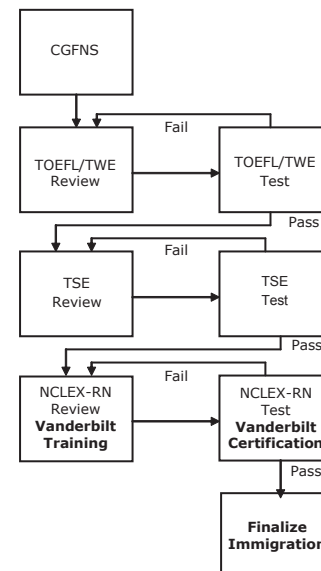 CGFNS
Fail
TOEFL/TWE
Review
TOEFL/TWE
Test
Pass
Fail
TSE
Review
TSE
Test
Pass
Fail
NCLEX-RN
Review
Vanderbilt
Training
NCLEX-RN
Test
Vanderbilt
Certification
Pass
Finalize
Immigration